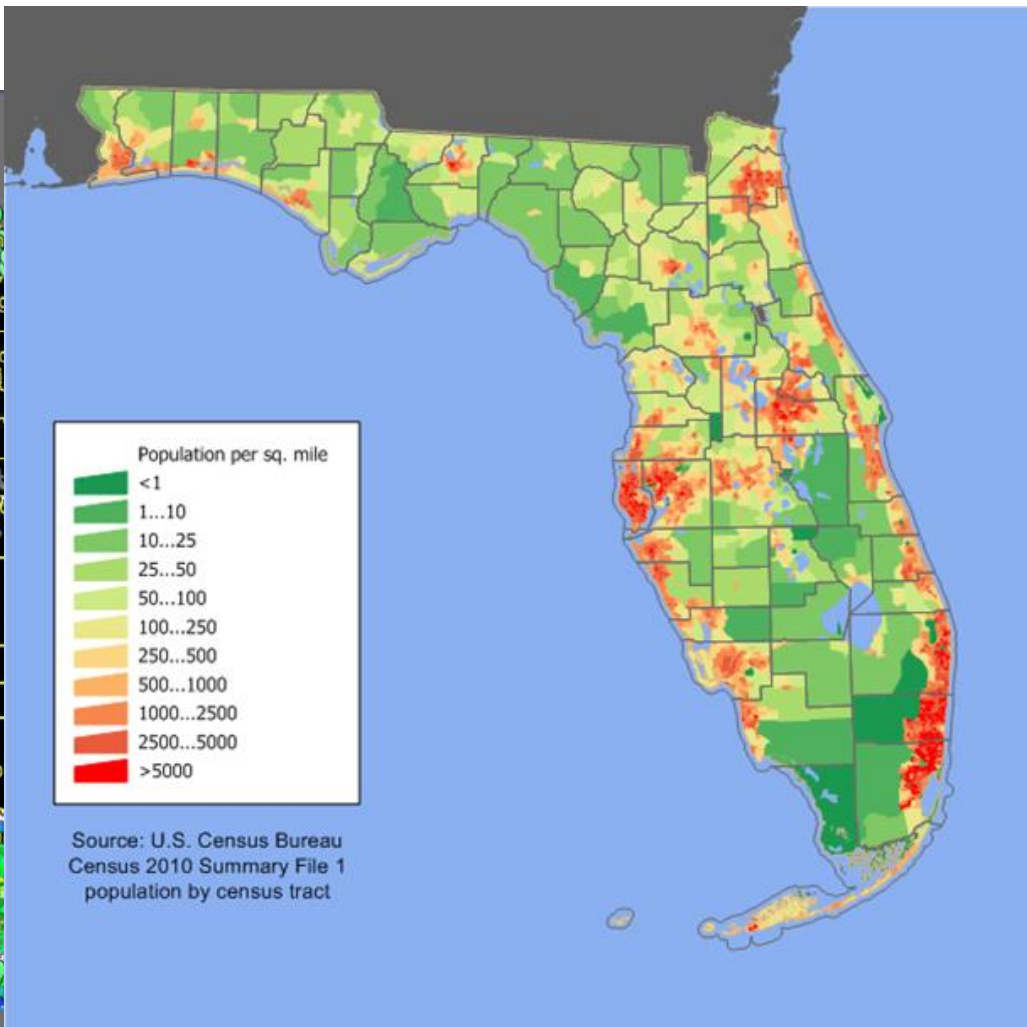 Population per sq. mile
<1
1...10
10...25
25...50
50...100
100...250
250...500
500...1000
1000...2500
2500...5000
>5000
Source: U.S. Census Bureau
Census 2010 Summary File 1
population by census tract